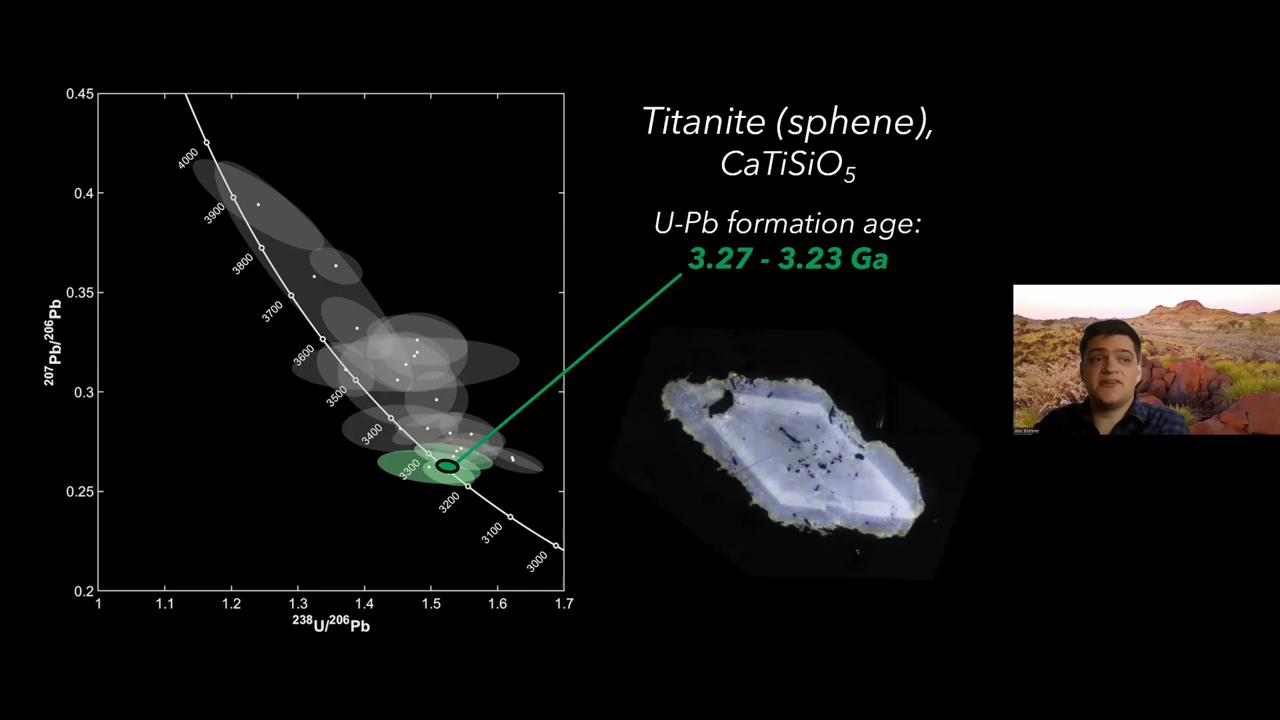 0.45
0.4
0.35
0.3
0.25
0.2
207Pb/206Pb
4000
3900
3800
3700
3600
3500
3400
3300
3200
3100
3000
1 1.1 1.2 1.3 1.4 1.5 1.6 1.7
238U/206Pb
Titanite (sphene),
CaTiSiO5
U-Pb formation age:
3.27 - 3.23 Ga